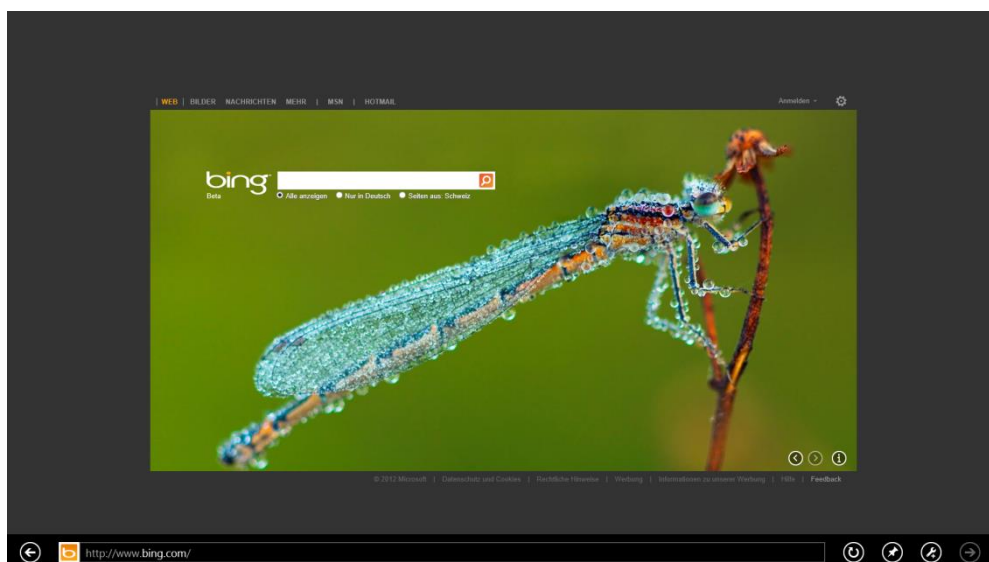 | WEB | BILDER NACHRICHTEN MEHR | MSN | HOTMAIL
Anmelden
bing
Beta
Alle anzeigen Nur in Deutsch Seiten aus: Schweiz
© 2012 Microsoft | Datenschutz und Cookies | Rechtliche Hinweise | Werbung | Informationen zu unserer Werbung | Hilfe | Feedback
http://www.bing.com/